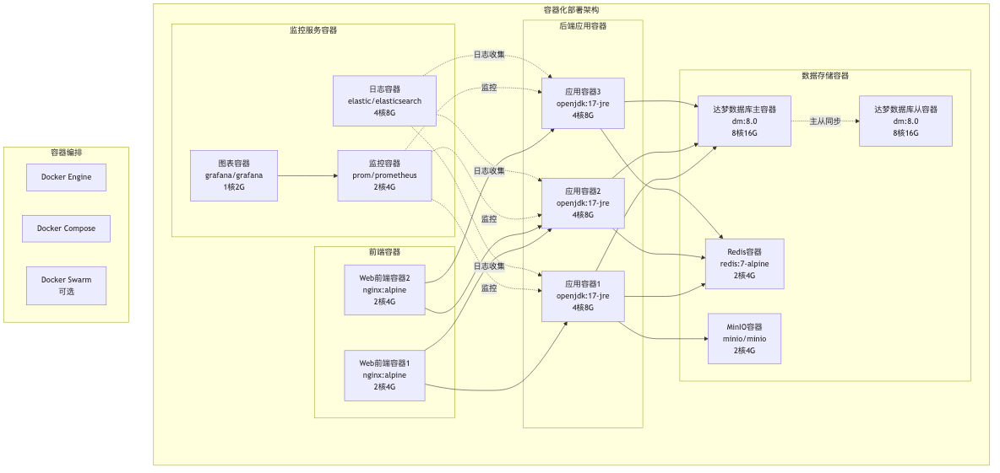 容器编排
Docker Engine
Docker Compose
Docker Swarm
可选
容器化部署架构
监控服务容器
日志容器
elastic/elasticsearch
4核8G
图表容器
grafana/grafana
1核2G
监控容器
prom/prometheus
2核4G
前端容器
Web前端容器2
nginx:alpine
2核4G
Web前端容器1
nginx:alpine
2核4G
日志收集
监控
日志收集
监控
日志收集
监控
后端应用容器
应用容器3
openjdk:17-jre
4核8G
应用容器2
openjdk:17-jre
4核8G
应用容器1
openjdk:17-jre
4核8G
数据存储容器
达梦数据库主容器
dm:8.0
8核16G
主从同步
达梦数据库从容器
dm:8.0
8核16G
Redis容器
redis:7-alpine
2核4G
MinIO容器
minio/minio
2核4G